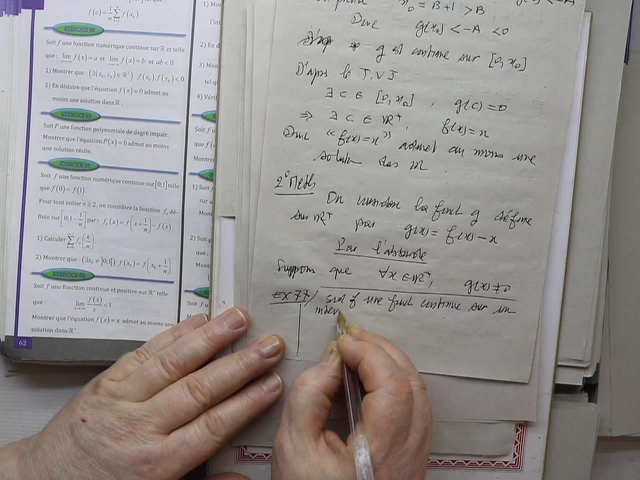 f(c) = 1/n ∑ f(x_i)
Soit f une fonction numérique continue sur ℝ et telle
que : lim f(x) = a et lim f(x) = b et ab < 0
1) Montrer que : (∃(x₁, x₂) ∈ ℝ²) f(x₁)f(x₂) < 0
2) En déduire que l'équation f(x) = 0 admet au
moins une solution dans ℝ.
Soit P une fonction polynomiale de degré impair.
Montrer que l'équation P(x) = 0 admet au moins
une solution réelle.
Soit f une fonction numérique continue sur [0;1] telle
que f(0) = f(1)
Pour tout entier n ≥ 2, on considère la fonction fₙ dé-
finie sur [0; 1 - 1/n] par : fₙ(x) = f(x + 1/n) - f(x)
1) Calculer ∑ fₙ(k/n)
Soit f une fonction continue et positive sur ℝ⁺
que : lim f(x)/x < 1
Montrer que l'équation f(x) = x admet au moins une
solution dans ℝ⁺
62
x₀ = B + 1 > B
Donc g(x₀) < -A < 0
g est continue sur [0, x₀]
D'après le T.V.I
∃ c ∈ [0, x₀] , g(c) = 0
⇒ ∃ c ∈ ℝ⁺ , f(x) = x
Donc "f(x) = x" admet au moins une
solution dans ℝ
2° Méth On considère la fonct g définie
sur ℝ⁺ par g(x) = f(x) - x
Par l'absurde
Supposons que ∀x ∈ ℝ⁺, g(x) ≠ 0
Ex 77 / soit f une fonct continue sur un
inter